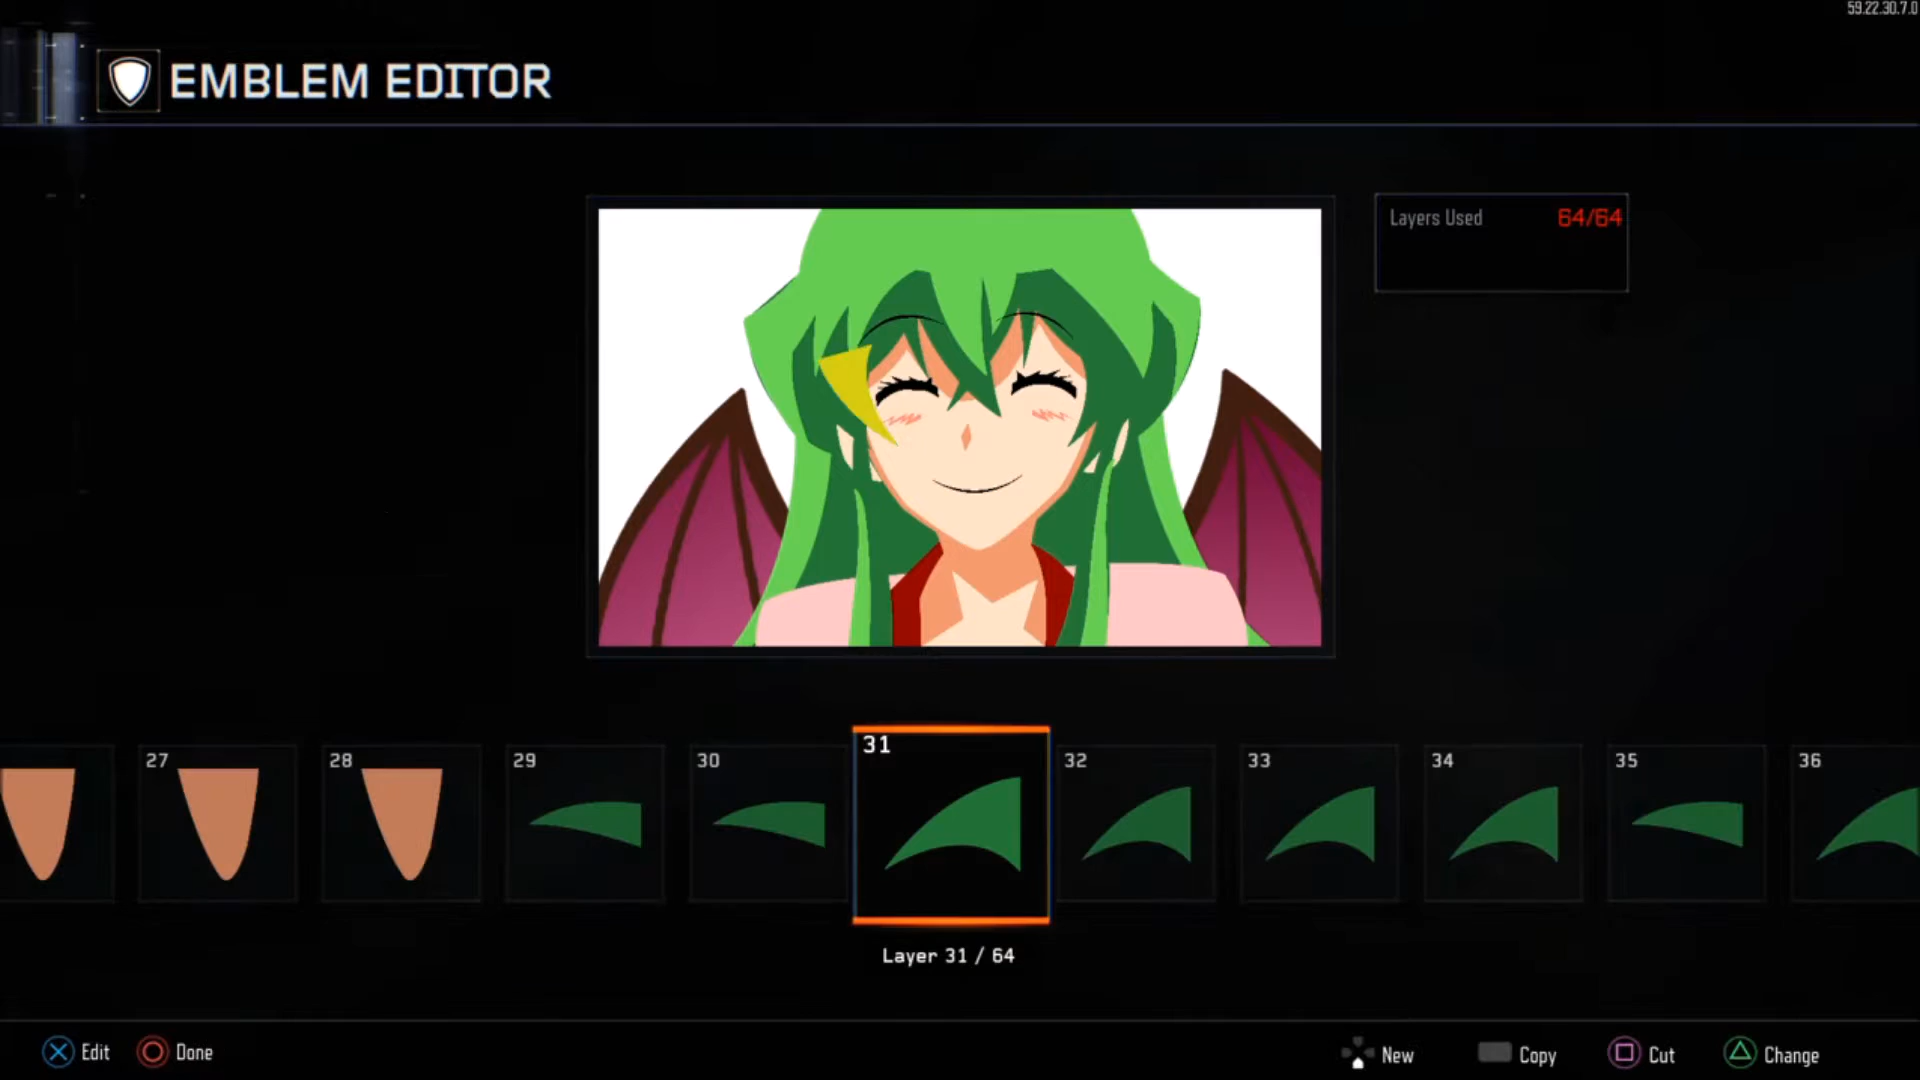 59.22.30.7.0
EMBLEM EDITOR
Layers Used 64/64
27 28 29 30 31 32 33 34 35 36
Layer 31 / 64
Edit Done New Copy Cut Change